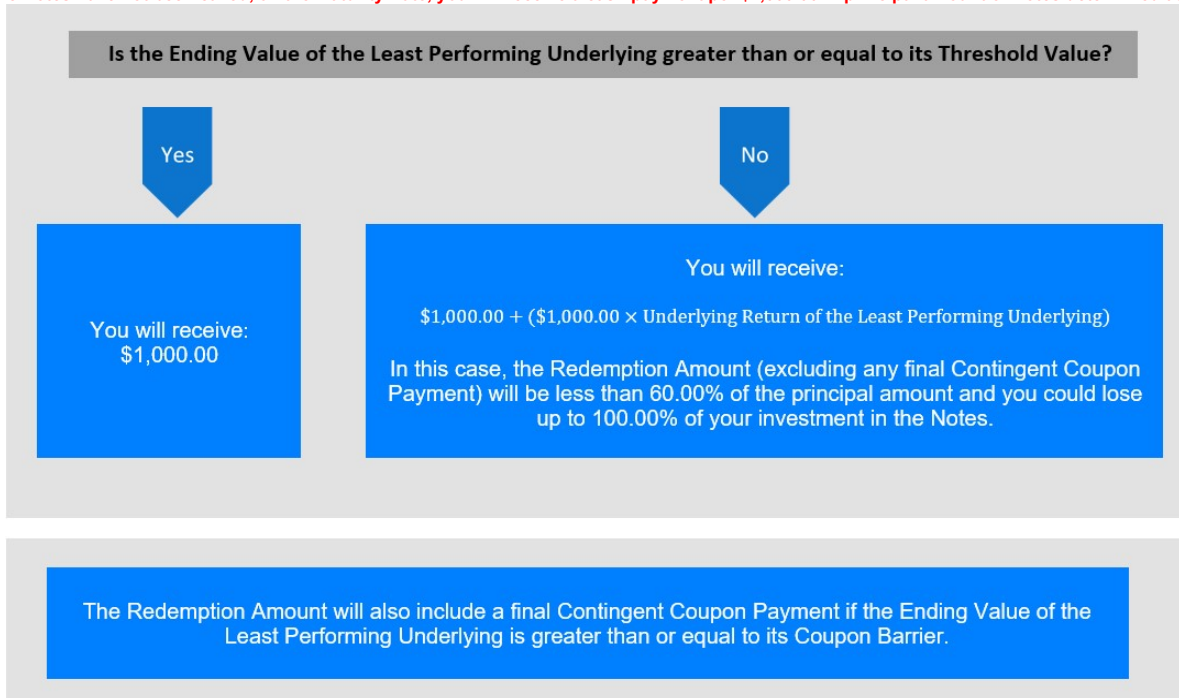 Is the Ending Value of the Least Performing Underlying greater than or equal to its Threshold Value?
Yes
No
You will receive:
$1,000.00
You will receive:
$1,000.00 + ($1,000.00 × Underlying Return of the Least Performing Underlying)
In this case, the Redemption Amount (excluding any final Contingent Coupon
Payment) will be less than 60.00% of the principal amount and you could lose
up to 100.00% of your investment in the Notes.
The Redemption Amount will also include a final Contingent Coupon Payment if the Ending Value of the
Least Performing Underlying is greater than or equal to its Coupon Barrier.